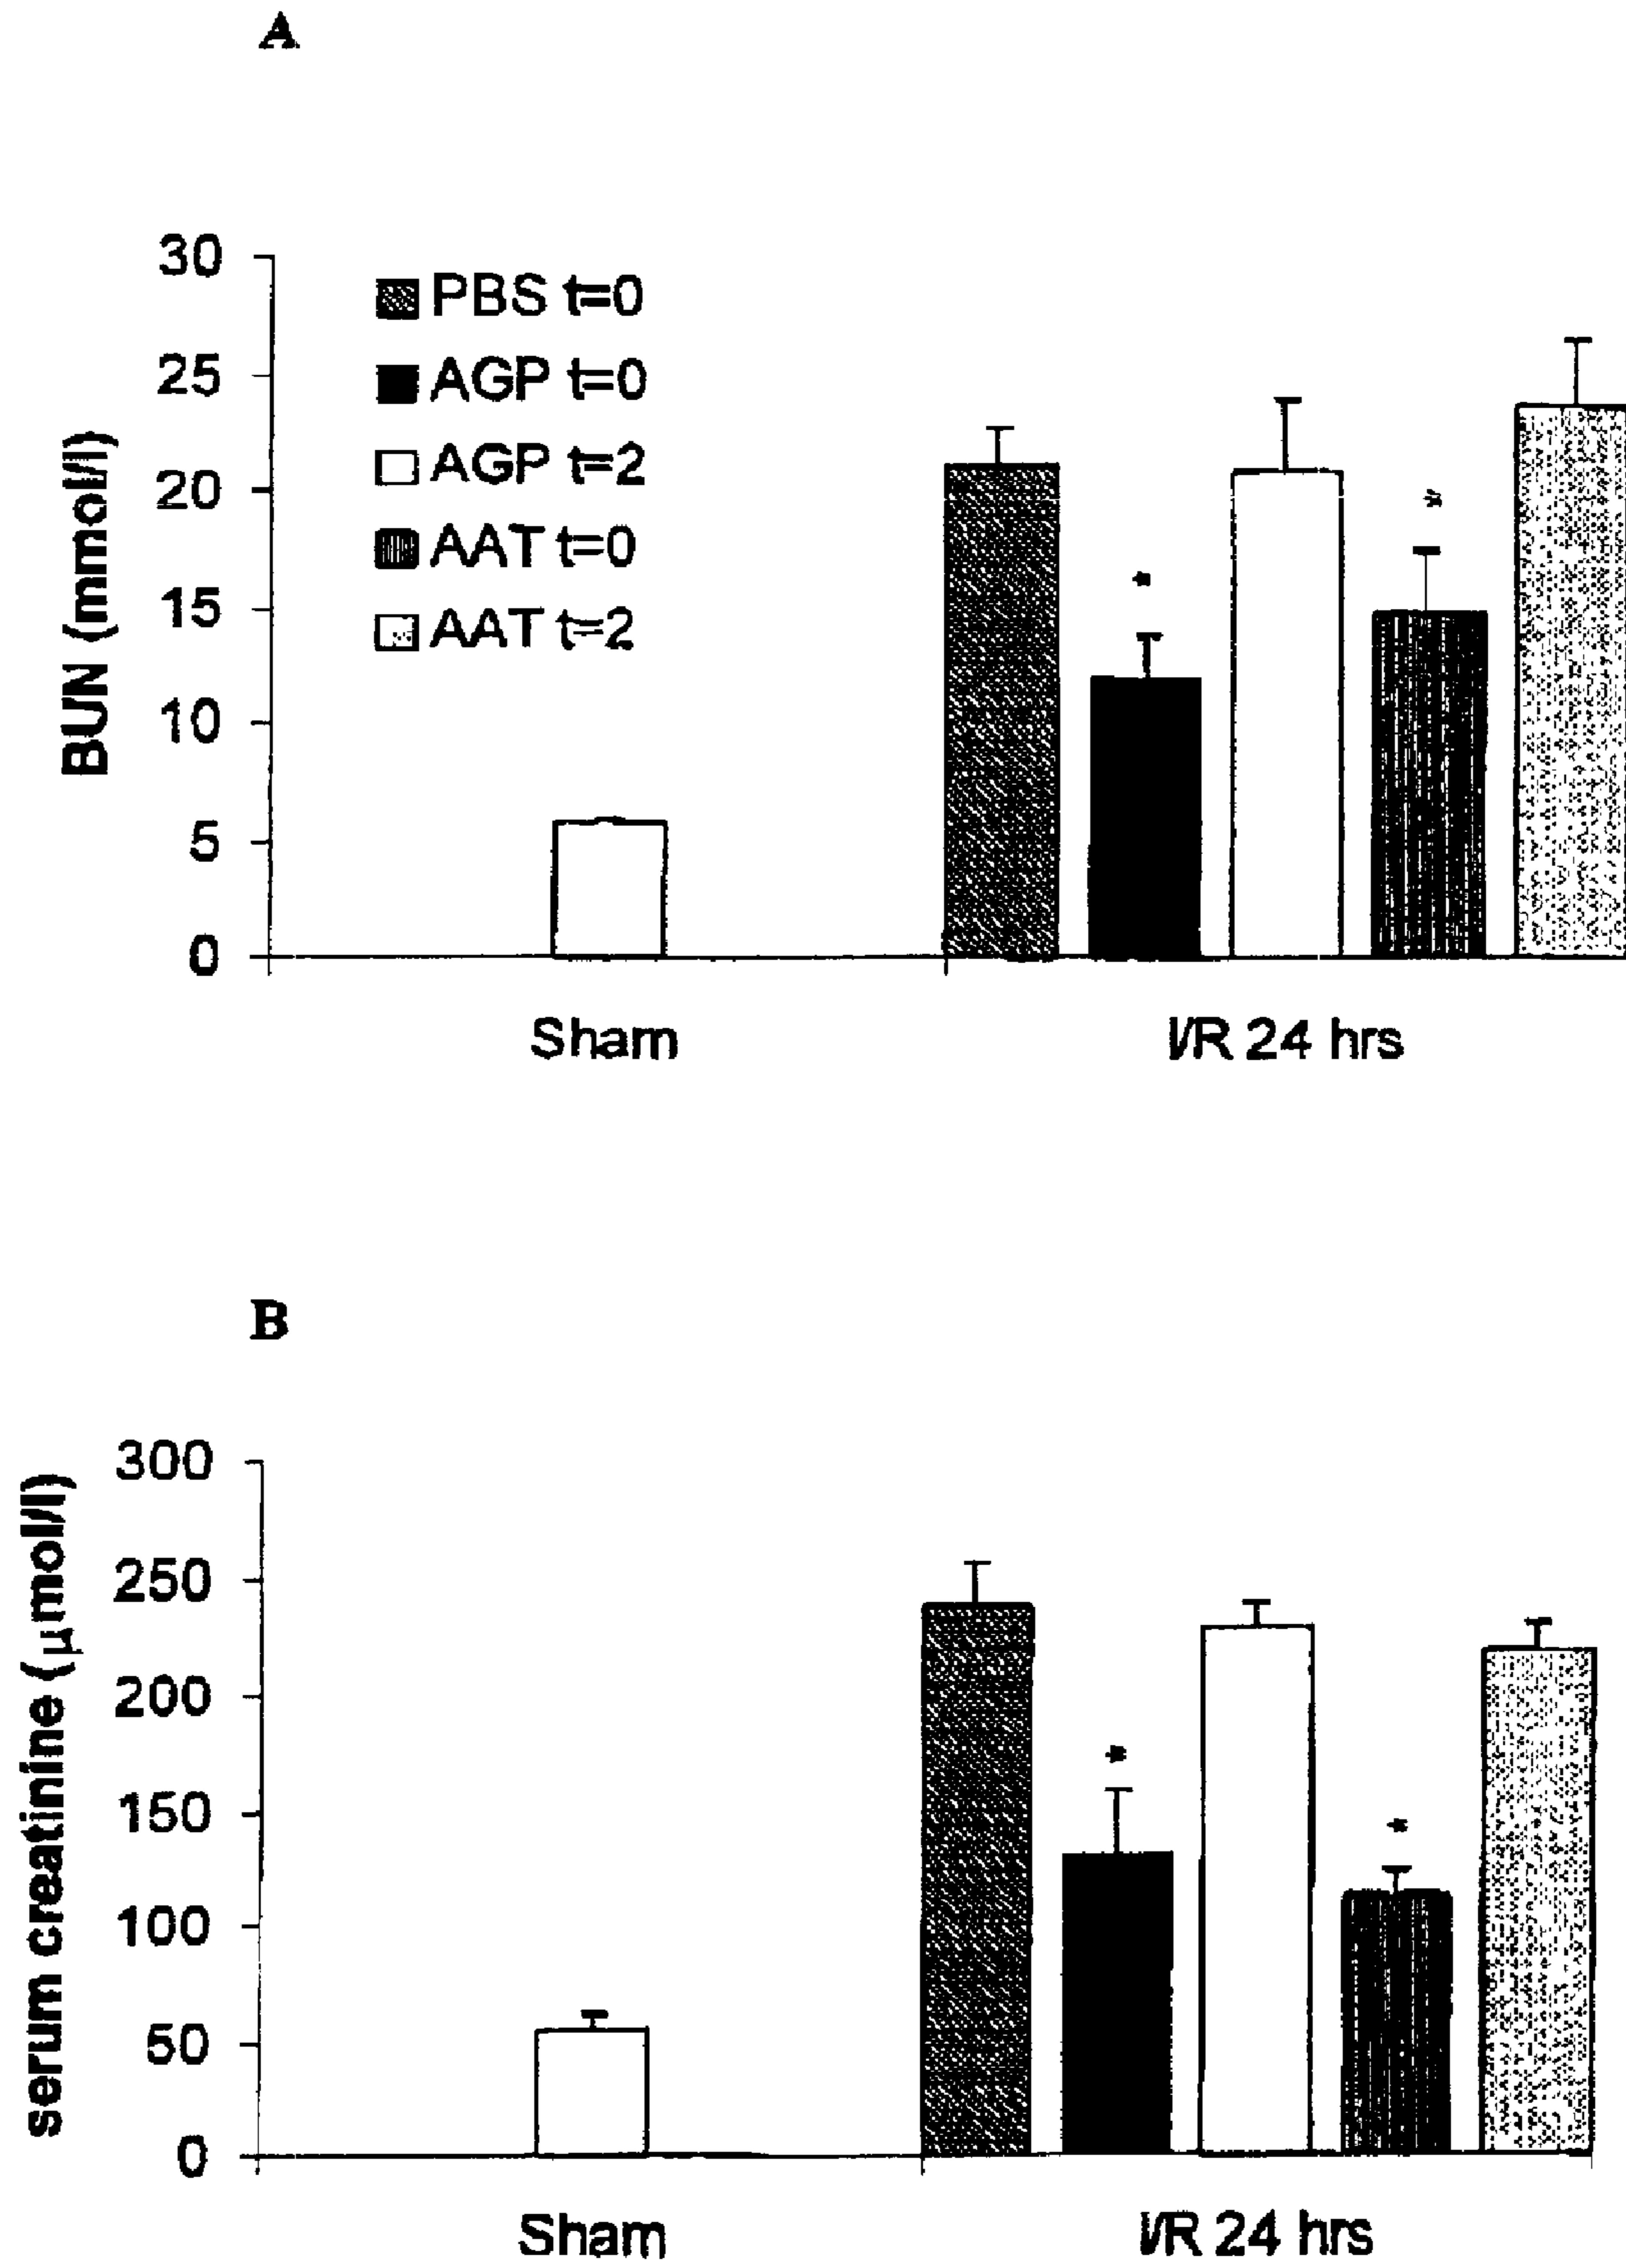 A
30
25
20
15
10
5
0
BUN (mmol/l)
PBS t=0
AGP t=0
AGP t=2
AAT t=0
AAT t=2
*
*
Sham
I/R 24 hrs
B
300
250
200
150
100
50
0
serum creatinine (μmol/l)
*
*
Sham
I/R 24 hrs